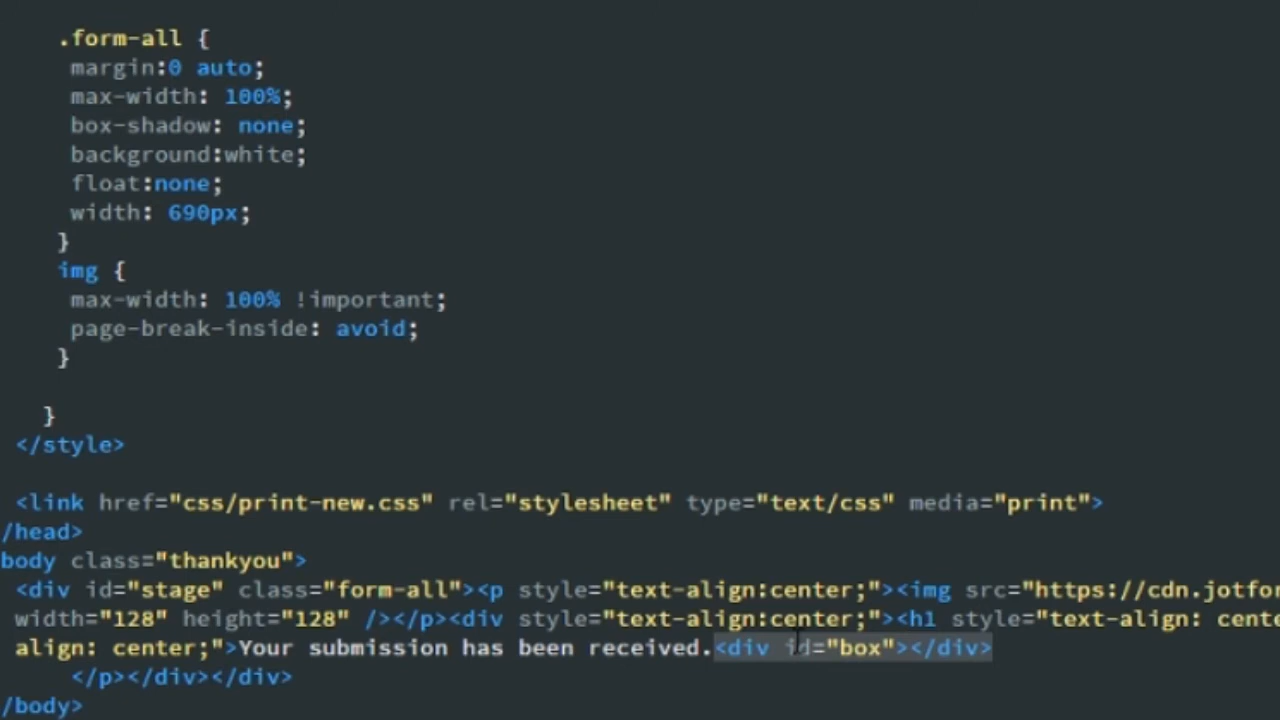 .form-all {
margin:0 auto;
max-width: 100%;
box-shadow: none;
background:white;
float:none;
width: 690px;
}
img {
max-width: 100% !important;
page-break-inside: avoid;
}
}
</style>
<link href="css/print-new.css" rel="stylesheet" type="text/css" media="print">
/head>
body class="thankyou">
<div id="stage" class="form-all"><p style="text-align:center;"><img src="https://cdn.jotfor
width="128" height="128" /></p><div style="text-align:center;"><h1 style="text-align: cente
align: center;">Your submission has been received.<div id="box"></div>
</p></div></div>
/body>